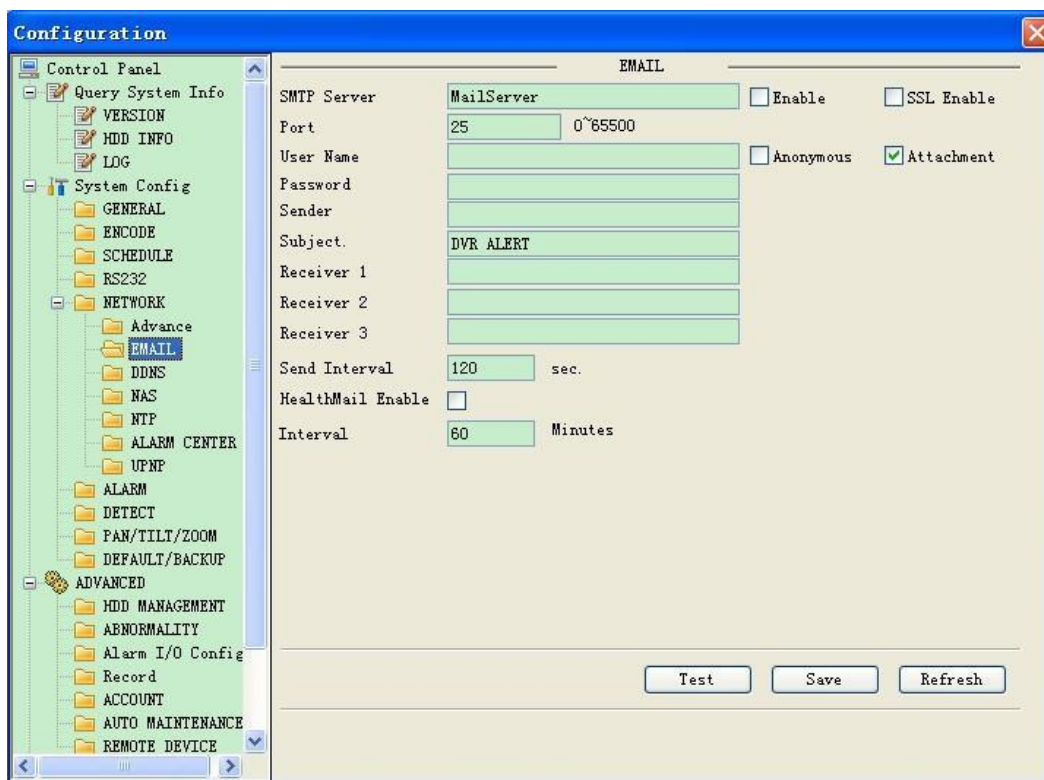 Configuration
Control Panel
Query System Info
VERSION
HDD INFO
LOG
System Config
GENERAL
ENCODE
SCHEDULE
RS232
NETWORK
Advance
EMAIL
DDNS
NAS
NTP
ALARM CENTER
UPNP
ALARM
DETECT
PAN/TILT/ZOOM
DEFAULT/BACKUP
ADVANCED
HDD MANAGEMENT
ABNORMALITY
Alarm I/O Config
Record
ACCOUNT
AUTO MAINTENANCE
REMOTE DEVICE
EMAIL
SMTP Server MailServer Enable SSL Enable
Port 25 0~65500
User Name Anonymous Attachment
Password
Sender
Subject. DVR ALERT
Receiver 1
Receiver 2
Receiver 3
Send Interval 120 sec.
HealthMail Enable
Interval 60 Minutes
Test Save Refresh